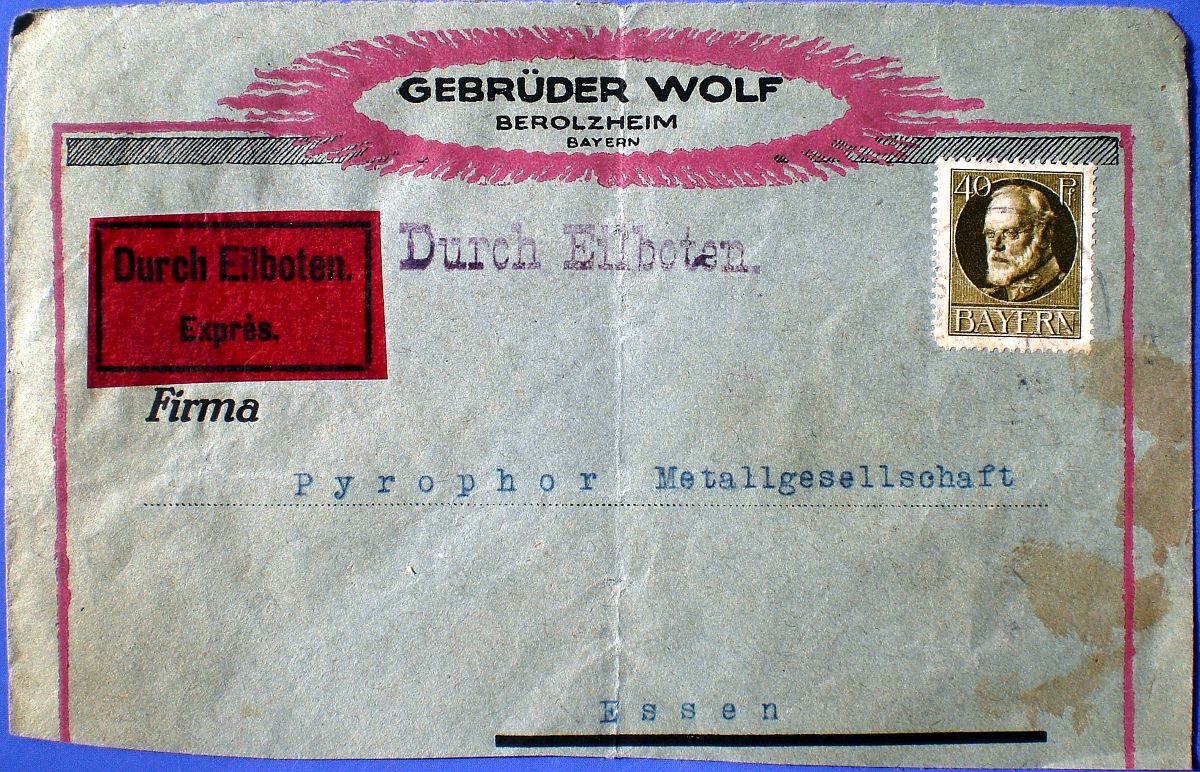 GEBRÜDER WOLF
BEROLZHEIM
BAYERN
40 Pf
BAYERN
Durch Eilboten.
Exprès.
Durch Eilboten.
Firma
Pyrophor Metallgesellschaft
Essen